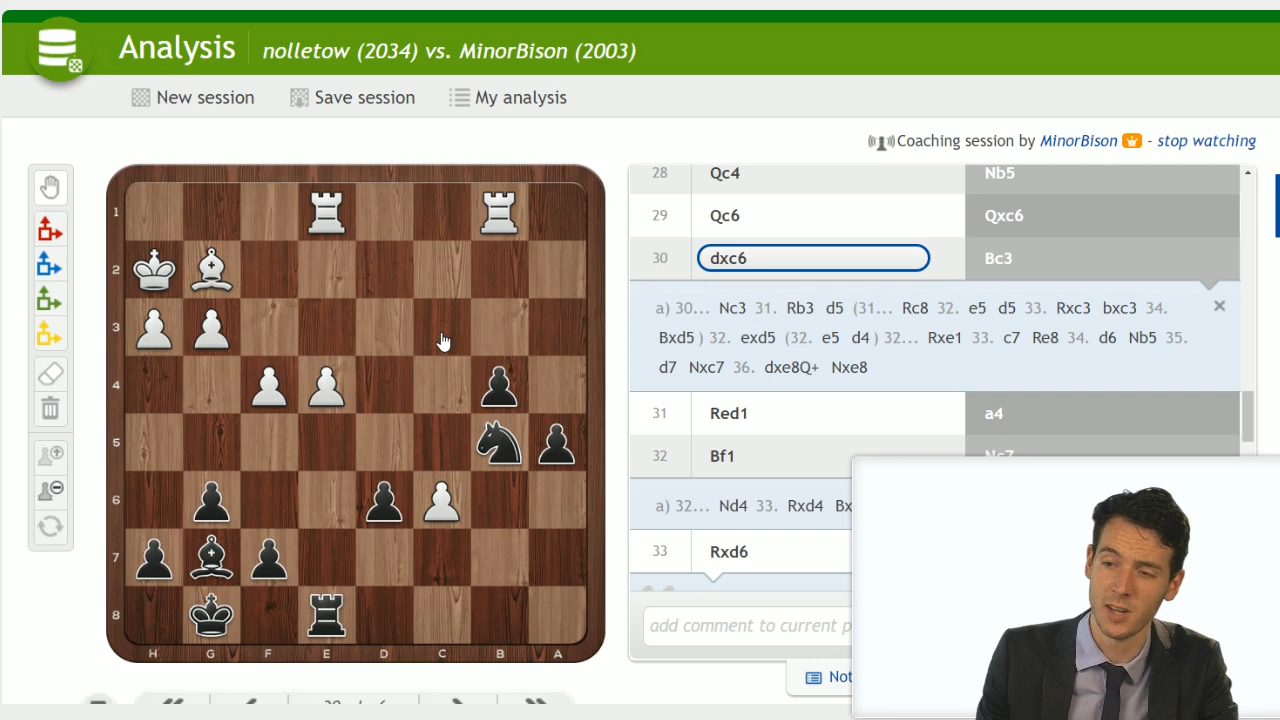 Analysis
nolletow (2034) vs. MinorBison (2003)
New session
Save session
My analysis
Coaching session by MinorBison - stop watching
28 Qc4 Nb5
29 Qc6 Qxc6
30 dxc6 Bc3
a) 30... Nc3 31. Rb3 d5 (31... Rc8 32. e5 d5 33. Rxc3 bxc3 34.
Bxd5) 32. exd5 (32. e5 d4) 32... Rxe1 33. c7 Re8 34. d6 Nb5 35.
d7 Nxc7 36. dxe8Q+ Nxe8
31 Red1 a4
32 Bf1 Nc7
a) 32... Nd4 33. Rxd4 Bx
33 Rxd6
add comment to current p
Not
1
2
3
4
5
6
7
8
H G F E D C B A